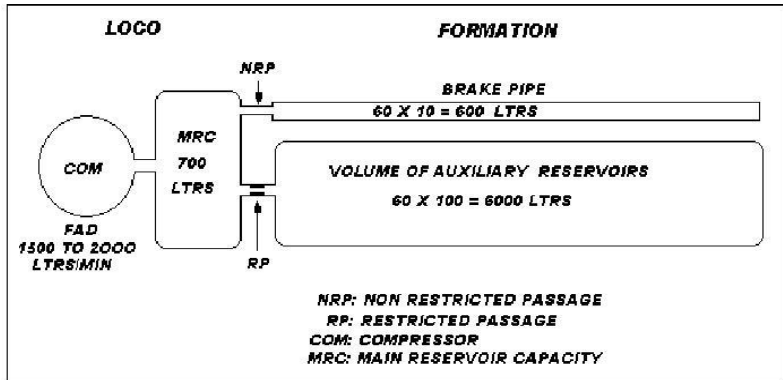 LOCO
FORMATION
NRP
BRAKE PIPE
60 X 10 = 600 LTRS
MRC
700
LTRS
COM
VOLUME OF AUXILIARY RESERVOIRS
60 X 100 = 6000 LTRS
FAD
1500 TO 2000
LTRS/MIN
RP
NRP: NON RESTRICTED PASSAGE
RP: RESTRICTED PASSAGE
COM: COMPRESSOR
MRC: MAIN RESERVOIR CAPACITY